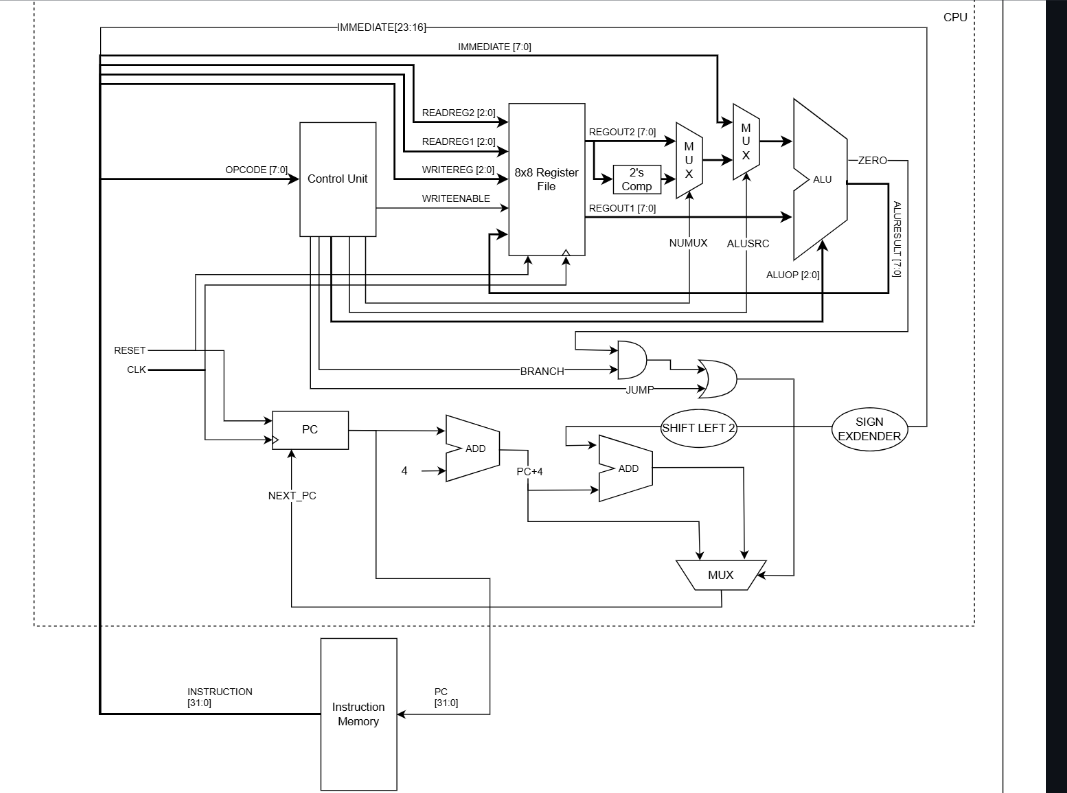 CPU
IMMEDIATE[23:16]
IMMEDIATE [7:0]
READREG2 [2:0]
READREG1 [2:0]
WRITEREG [2:0]
WRITEENABLE
OPCODE [7:0]
Control Unit
8x8 Register
File
REGOUT2 [7:0]
2's
Comp
REGOUT1 [7:0]
M
U
X
M
U
X
ALU
ZERO
ALURESULT [7:0]
NUMUX
ALUSRC
ALUOP [2:0]
RESET
CLK
BRANCH
JUMP
PC
ADD
4
PC+4
SHIFT LEFT 2
SIGN
EXDENDER
ADD
NEXT_PC
MUX
INSTRUCTION
[31:0]
Instruction
Memory
PC
[31:0]